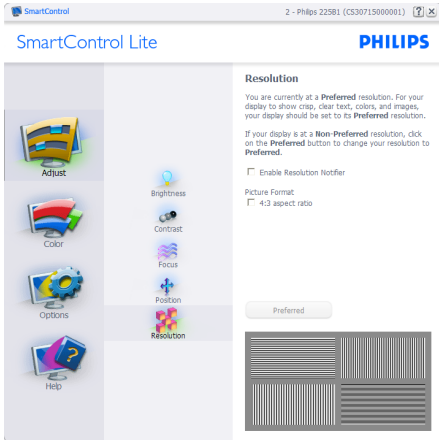 SmartControl
2 - Philips 225B1 (CS30715000001)
?
SmartControl Lite
PHILIPS
Adjust
Color
Options
Help
Brightness
Contrast
Focus
Position
Resolution
Resolution
You are currently at a Preferred resolution. For your
display to show crisp, clear text, colors, and images,
your display should be set to its Preferred resolution.
If your display is at a Non-Preferred resolution, click
on the Preferred button to change your resolution to
Preferred.
Enable Resolution Notifier
Picture Format
4:3 aspect ratio
Preferred